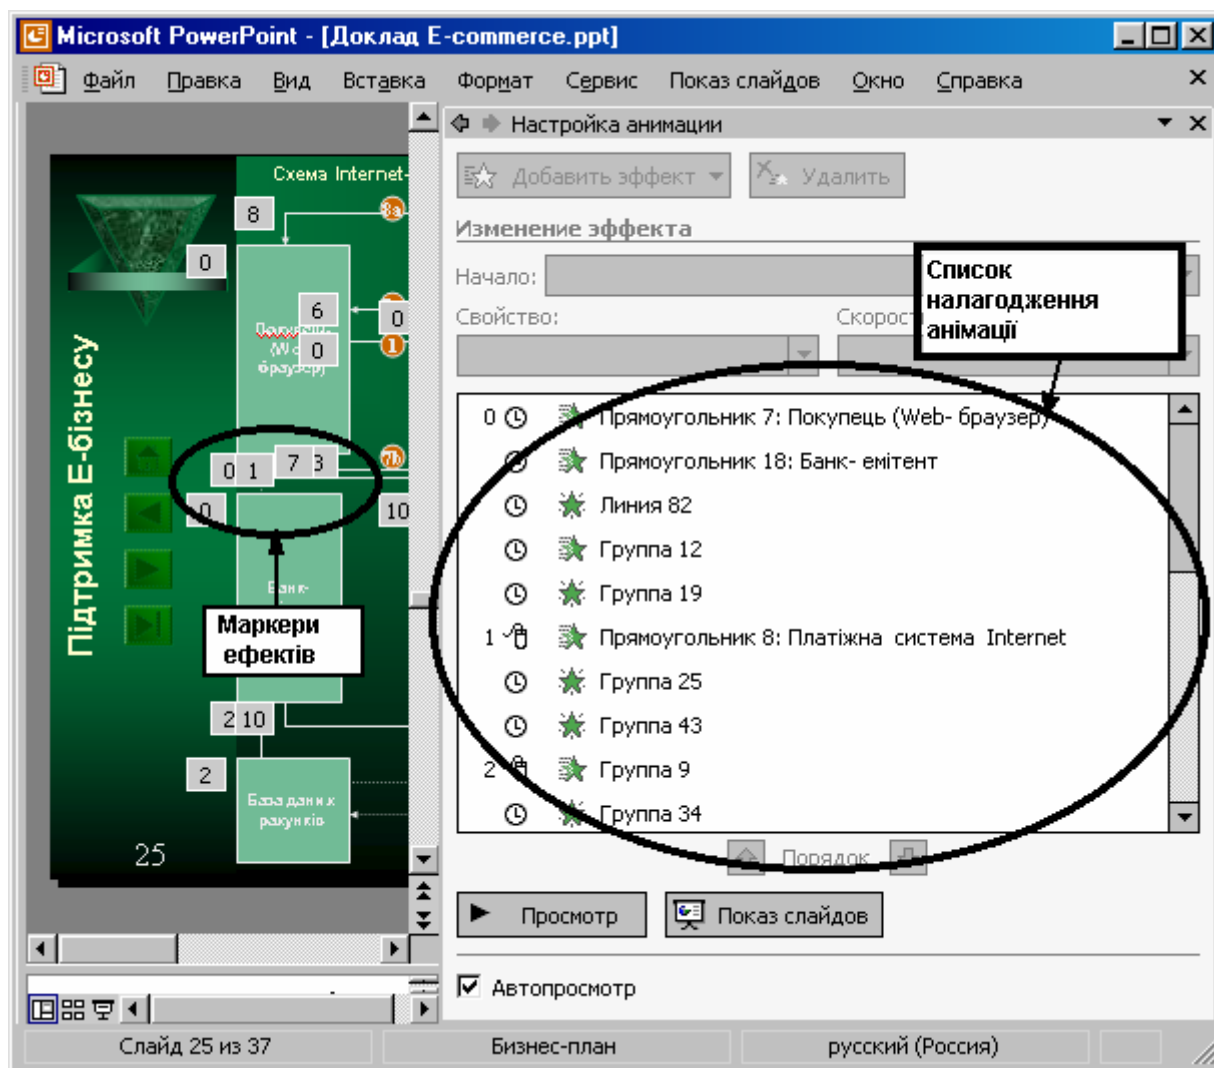 Microsoft PowerPoint - [Доклад E-commerce.ppt]
Файл Правка Вид Вставка Формат Сервис Показ слайдов Окно Справка
Настройка анимации
Добавить эффект Удалить
Изменение эффекта
Начало:
Свойство:
Список
налагодження
анімації
0 Прямоугольник 7: Покупець (Web- браузер)
Прямоугольник 18: Банк- емітент
Линия 82
Группа 12
Группа 19
1 Прямоугольник 8: Платіжна система Internet
Группа 25
Группа 43
2 Группа 9
Группа 34
Порядок
Просмотр Показ слайдов
Автопросмотр
Схема Internet-
8 3a
0
6 0
0 1
браузер)
0 1 7 3 7b
0 10
Підтримка Е-бізнесу
Банк-
Маркери
ефектів
2 10
2
База даних
рахунків
25
Слайд 25 из 37 Бизнес-план русский (Россия)